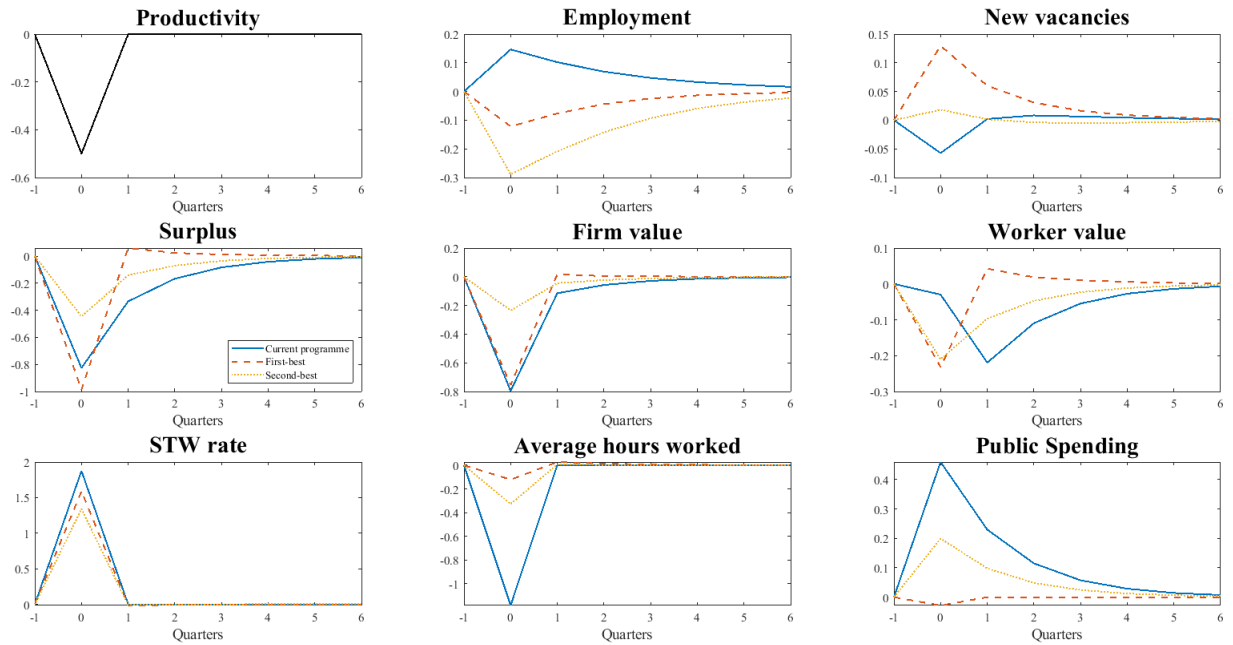 Productivity
0
-0.2
-0.4
-0.6
-1 0 1 2 3 4 5 6
Quarters
Employment
0.2
0.1
0
-0.1
-0.2
-0.3
-1 0 1 2 3 4 5 6
Quarters
New vacancies
0.15
0.1
0.05
0
-0.05
-0.1
-1 0 1 2 3 4 5 6
Quarters
Surplus
0
-0.2
-0.4
-0.6
-0.8
-1
Current programme
First-best
Second-best
-1 0 1 2 3 4 5 6
Quarters
Firm value
0.2
0
-0.2
-0.4
-0.6
-0.8
-1 0 1 2 3 4 5 6
Quarters
Worker value
0.1
0
-0.1
-0.2
-0.3
-1 0 1 2 3 4 5 6
Quarters
STW rate
2
1.5
1
0.5
0
-1 0 1 2 3 4 5 6
Quarters
Average hours worked
0
-0.2
-0.4
-0.6
-0.8
-1
-1 0 1 2 3 4 5 6
Quarters
Public Spending
0.4
0.3
0.2
0.1
0
-1 0 1 2 3 4 5 6
Quarters